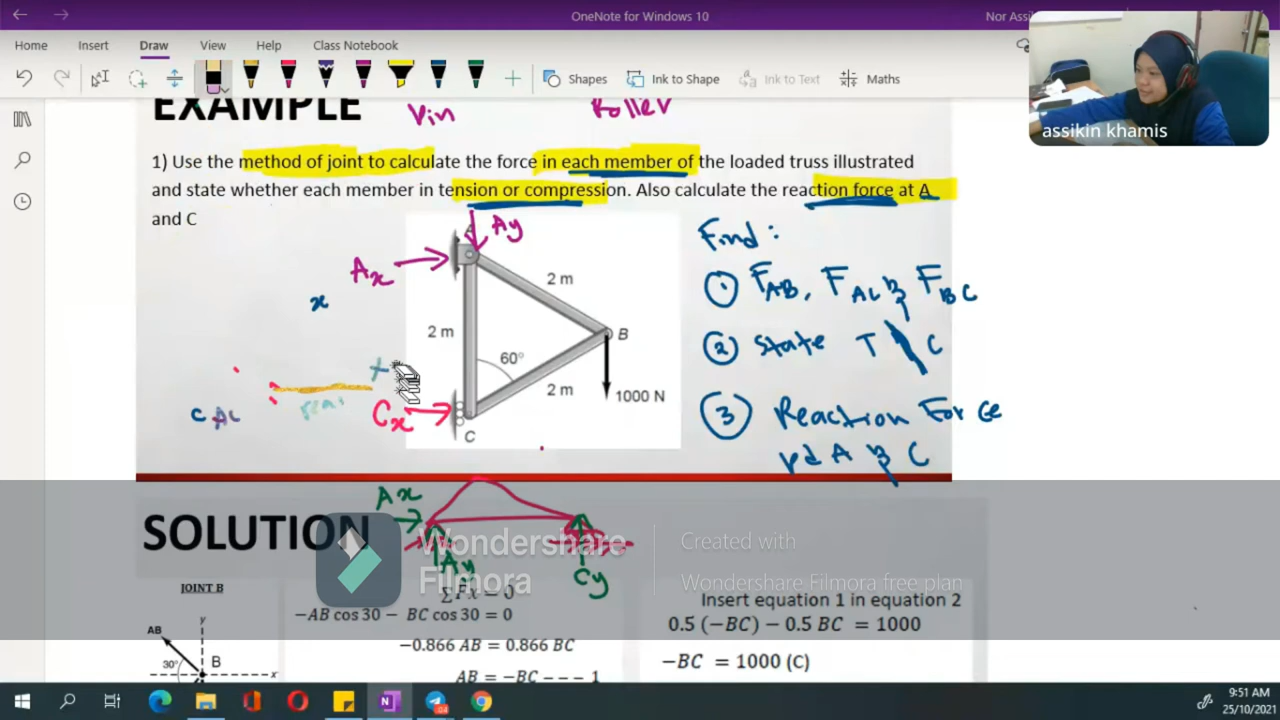 OneNote for Windows 10
Nor Assi
Home Insert Draw View Help Class Notebook
Shapes Ink to Shape Ink to Text Maths
assikin khamis
EXAMPLE
Pin Roller
1) Use the method of joint to calculate the force in each member of the loaded truss illustrated
and state whether each member in tension or compression. Also calculate the reaction force at A
and C
Ay
Ax
x
2 m
2 m
B
60°
2 m
1000 N
Cx
C
Find :
① FAB, FAC & FBC
② State T \ C
③ Reaction Force
pd A & C
SOLUTION
Ax
Ay
Cy
Wondershare
Filmora
Created with
Wondershare Filmora free plan
JOINT B
y
AB
30°
B
x
ΣFx = 0
−AB cos 30 − BC cos 30 = 0
−0.866 AB = 0.866 BC
AB = −BC − − − 1
Insert equation 1 in equation 2
0.5 (−BC) − 0.5 BC = 1000
−BC = 1000 (C)
9:51 AM
25/10/2021